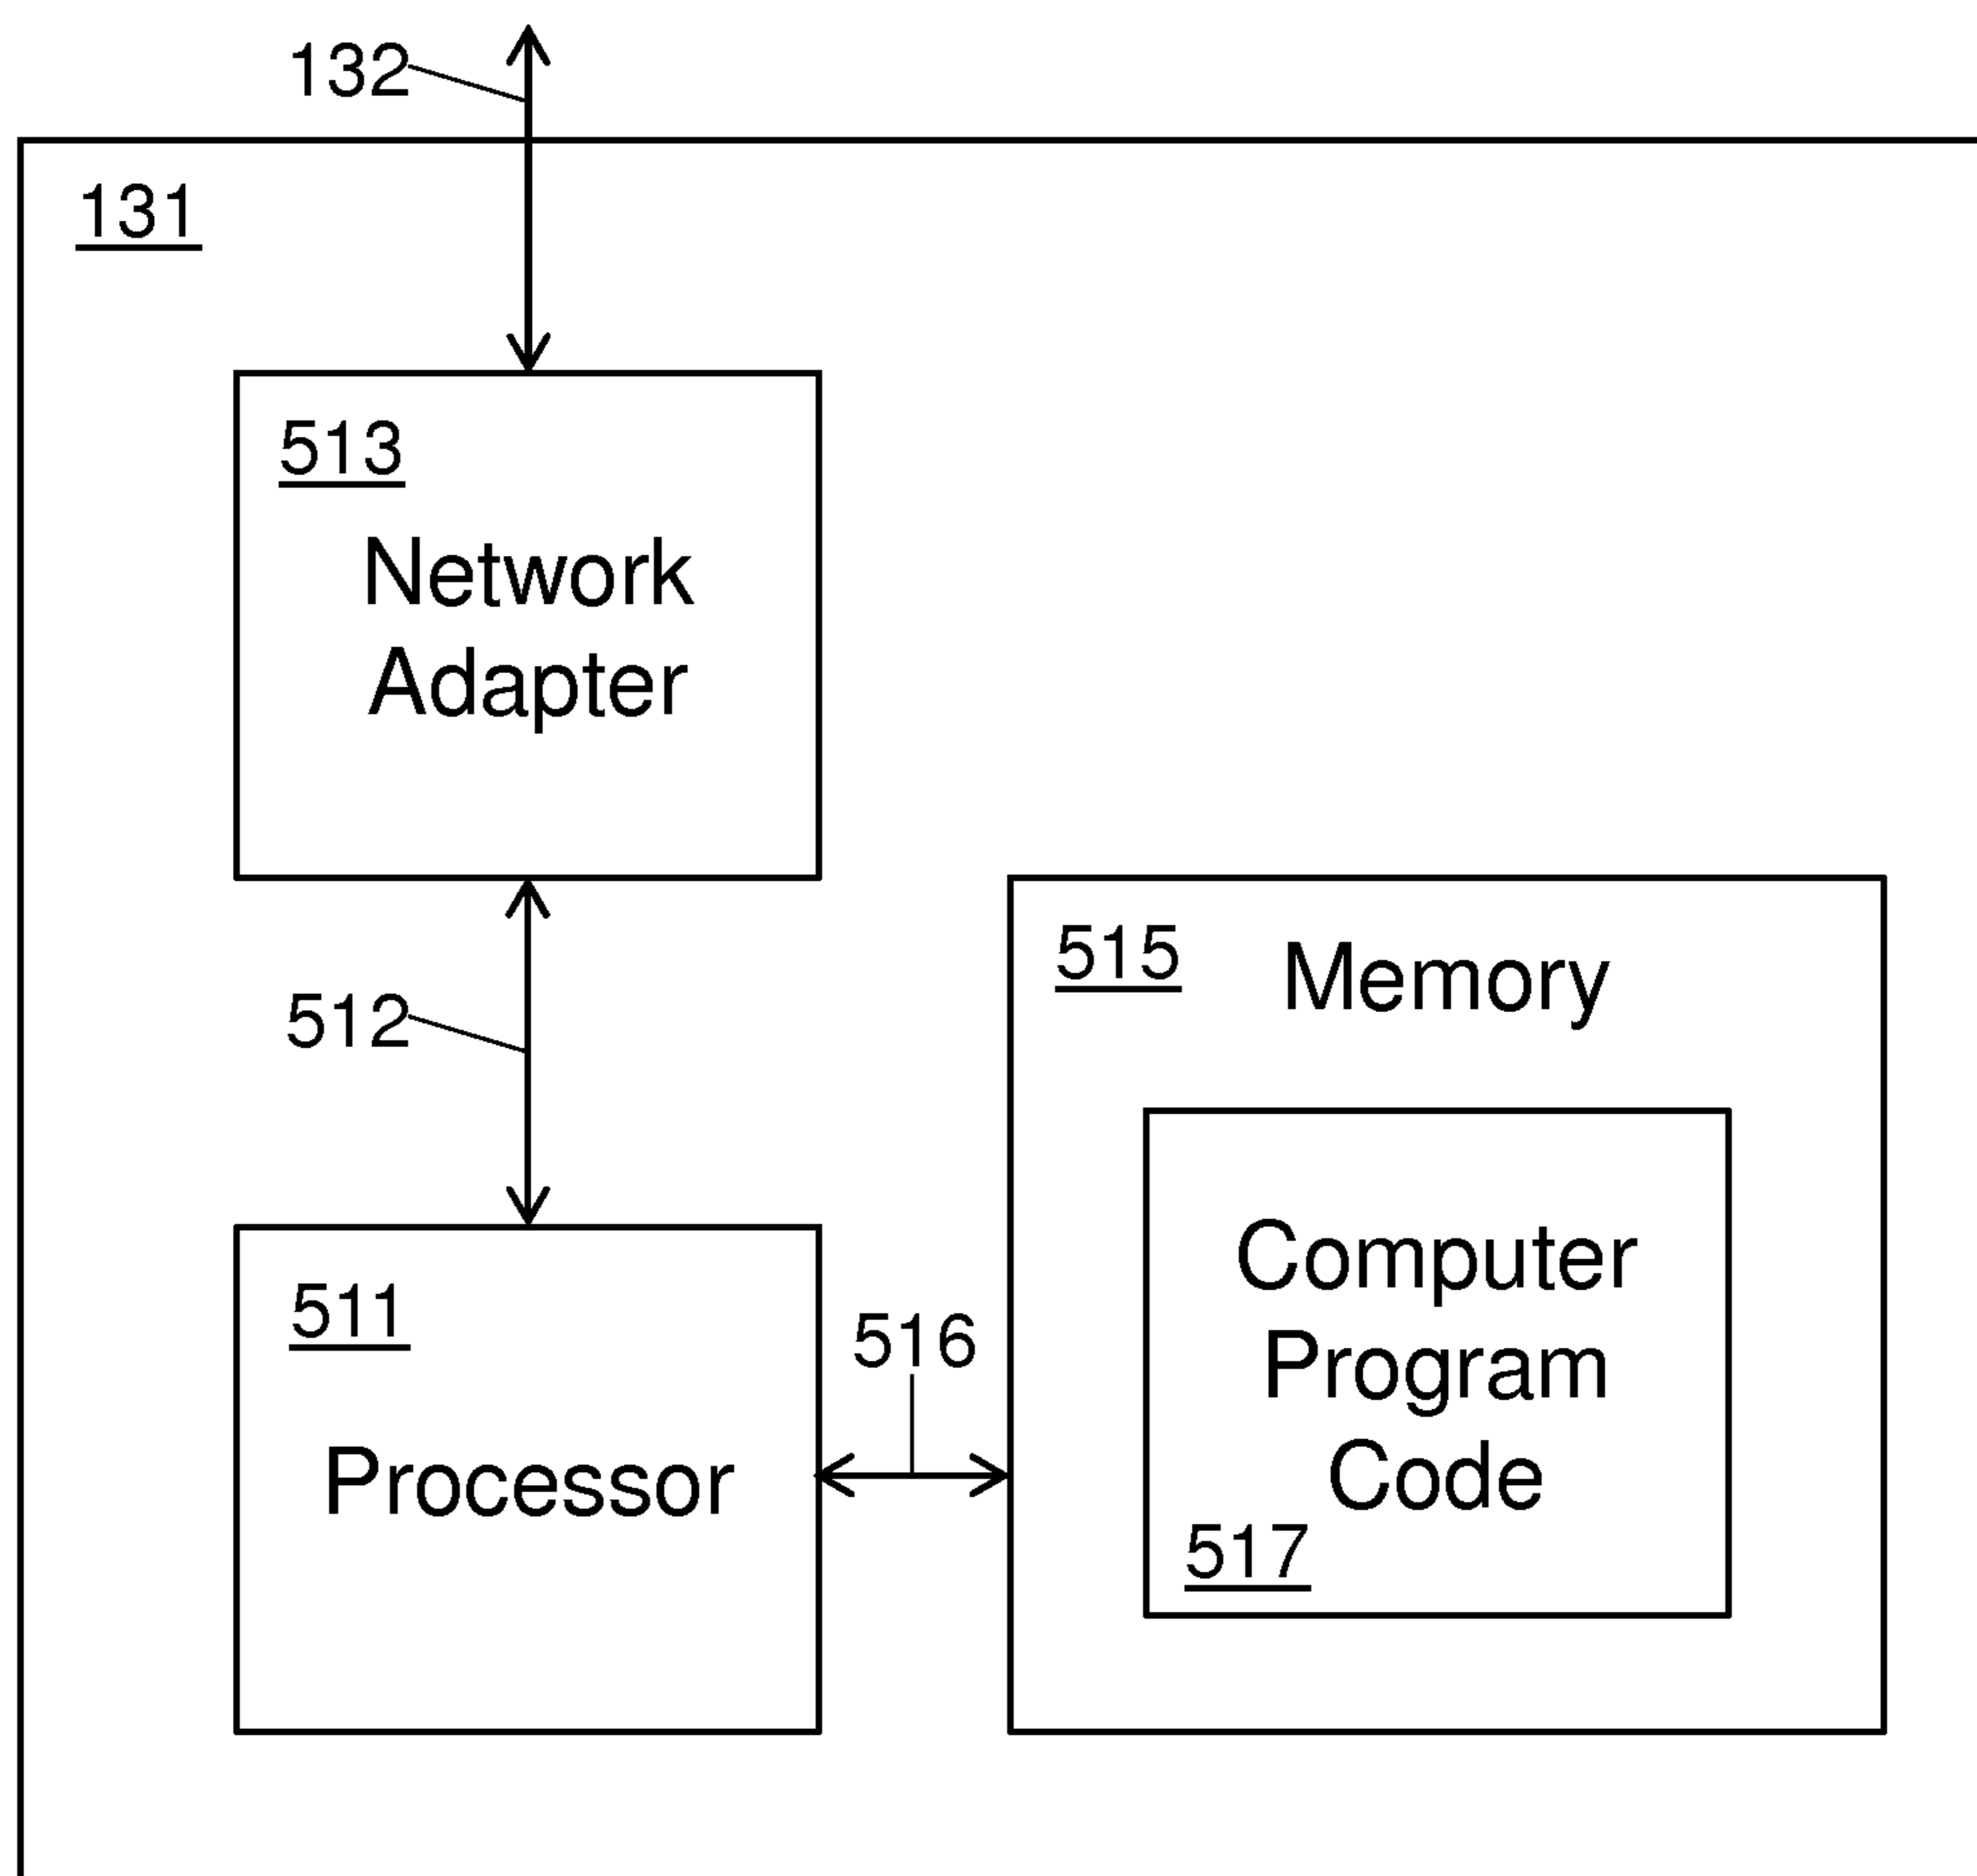 132
131
513
Network
Adapter
512
515
Memory
511
Processor
516
Computer
Program
Code
517